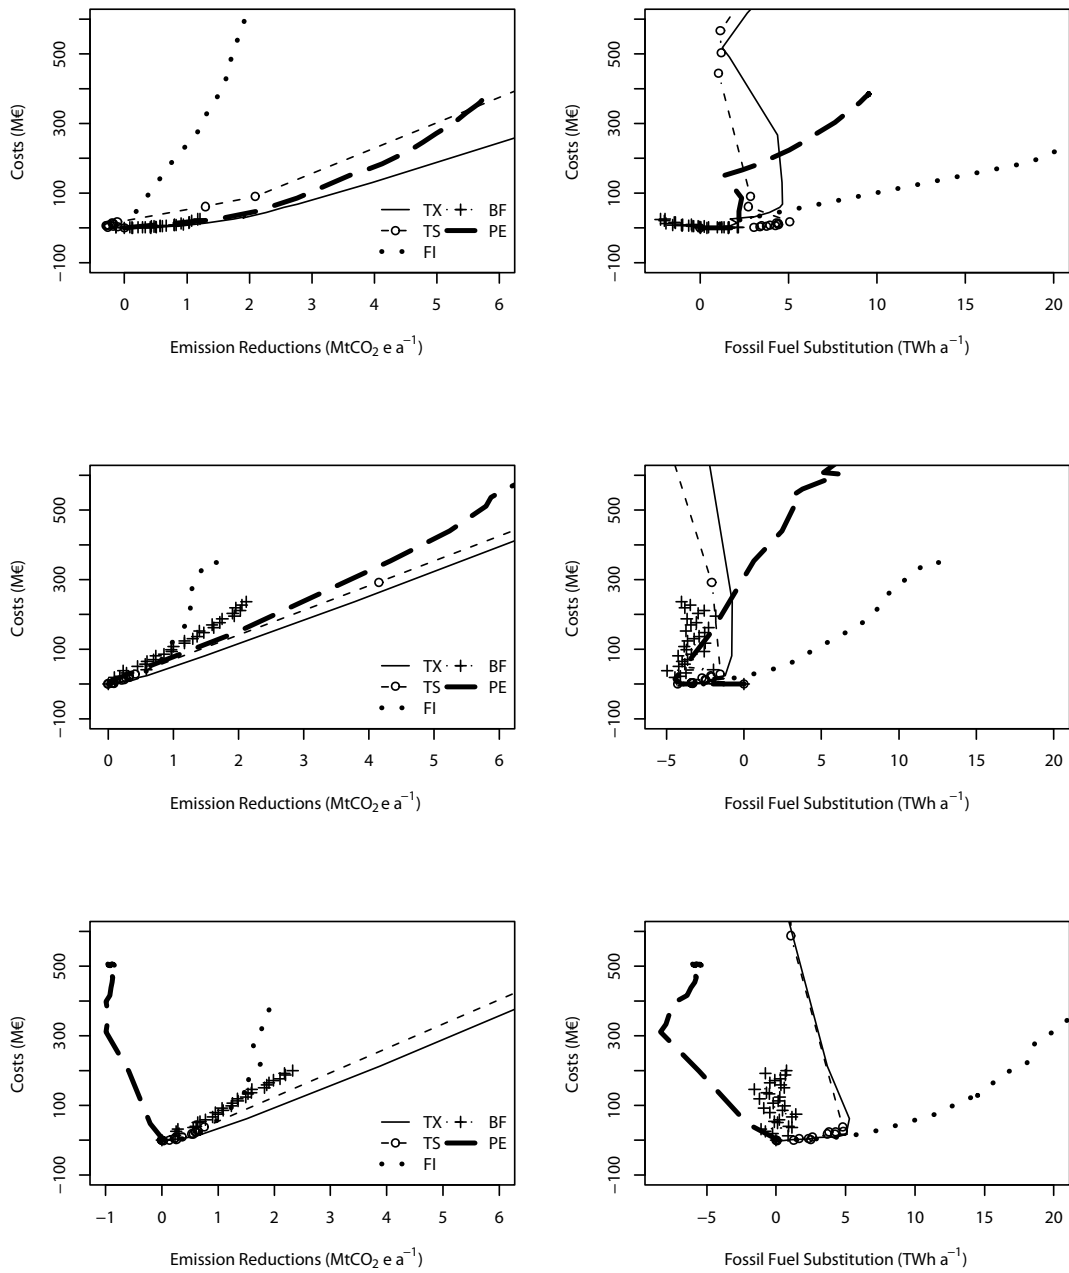 Costs (M€)
500
300
100
−100
TX
BF
TS
PE
FI
0 1 2 3 4 5 6
Emission Reductions (MtCO2 e a−1)
Costs (M€)
500
300
100
−100
0 5 10 15 20
Fossil Fuel Substitution (TWh a−1)
Costs (M€)
500
300
100
−100
TX
BF
TS
PE
FI
0 1 2 3 4 5 6
Emission Reductions (MtCO2 e a−1)
Costs (M€)
500
300
100
−100
−5 0 5 10 15 20
Fossil Fuel Substitution (TWh a−1)
Costs (M€)
500
300
100
−100
TX
BF
TS
PE
FI
−1 0 1 2 3 4 5 6
Emission Reductions (MtCO2 e a−1)
Costs (M€)
500
300
100
−100
−5 0 5 10 15 20
Fossil Fuel Substitution (TWh a−1)